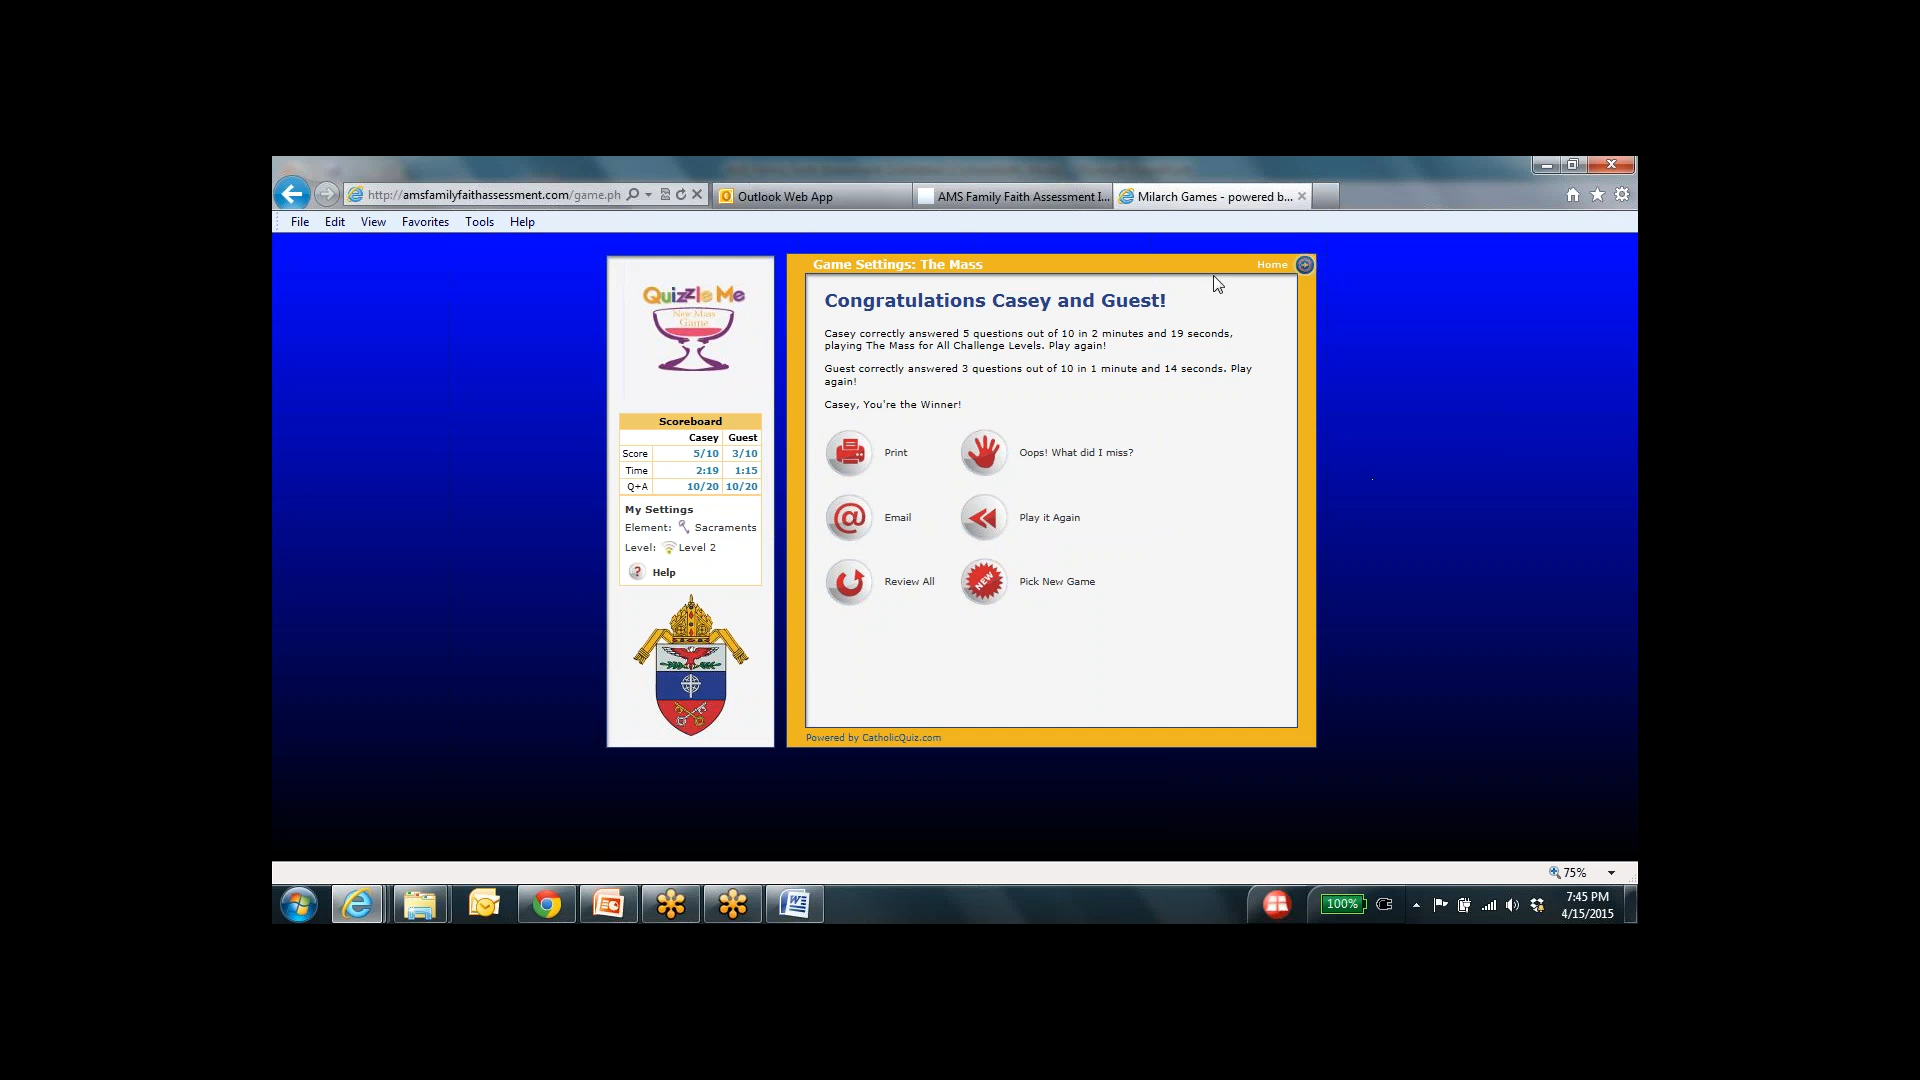 http://amsfamilyfaithassessment.com/game.ph
Outlook Web App
AMS Family Faith Assessment I...
Milarch Games - powered b...
File Edit View Favorites Tools Help
Quizzle Me
New Mass
Game
Scoreboard
Casey Guest
Score 5/10 3/10
Time 2:19 1:15
Q+A 10/20 10/20
My Settings
Element: Sacraments
Level: Level 2
? Help
Game Settings: The Mass
Home
Congratulations Casey and Guest!
Casey correctly answered 5 questions out of 10 in 2 minutes and 19 seconds,
playing The Mass for All Challenge Levels. Play again!
Guest correctly answered 3 questions out of 10 in 1 minute and 14 seconds. Play
again!
Casey, You're the Winner!
Print
Oops! What did I miss?
@ Email
Play it Again
Review All
NEW Pick New Game
Powered by CatholicQuiz.com
75%
100%
7:45 PM
4/15/2015